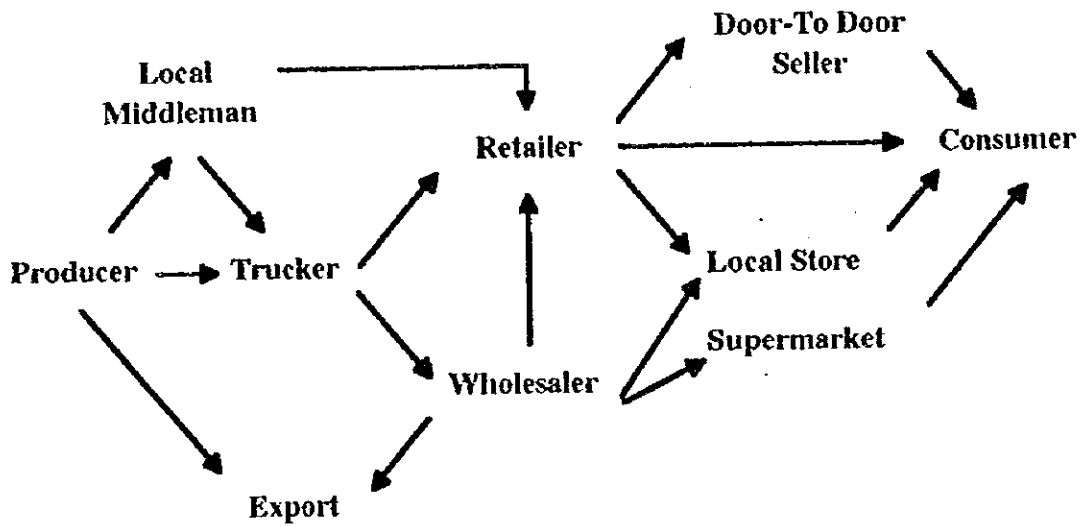 Door-To Door
Seller
Local
Middleman
Retailer
Consumer
Producer
Trucker
Local Store
Supermarket
Wholesaler
Export